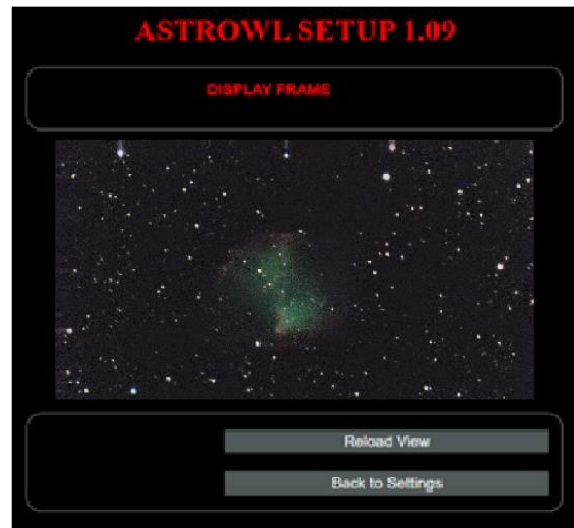 ASTROWL SETUP 1.09
DISPLAY FRAME
Reload View
Back to Settings